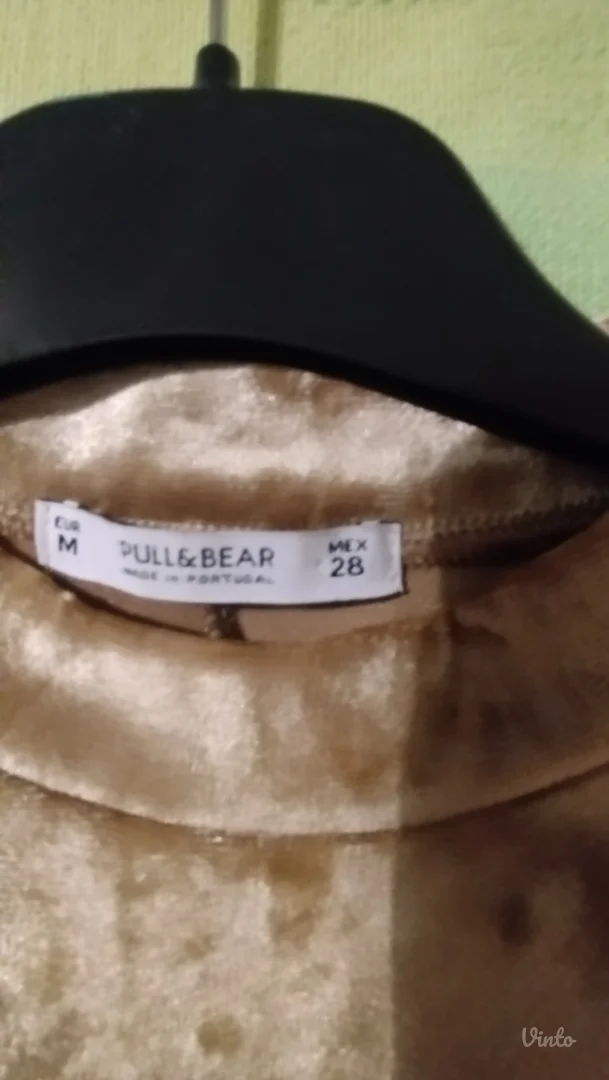 EUR
M
PULL&BEAR
MADE IN PORTUGAL
MEX
28
Vinto